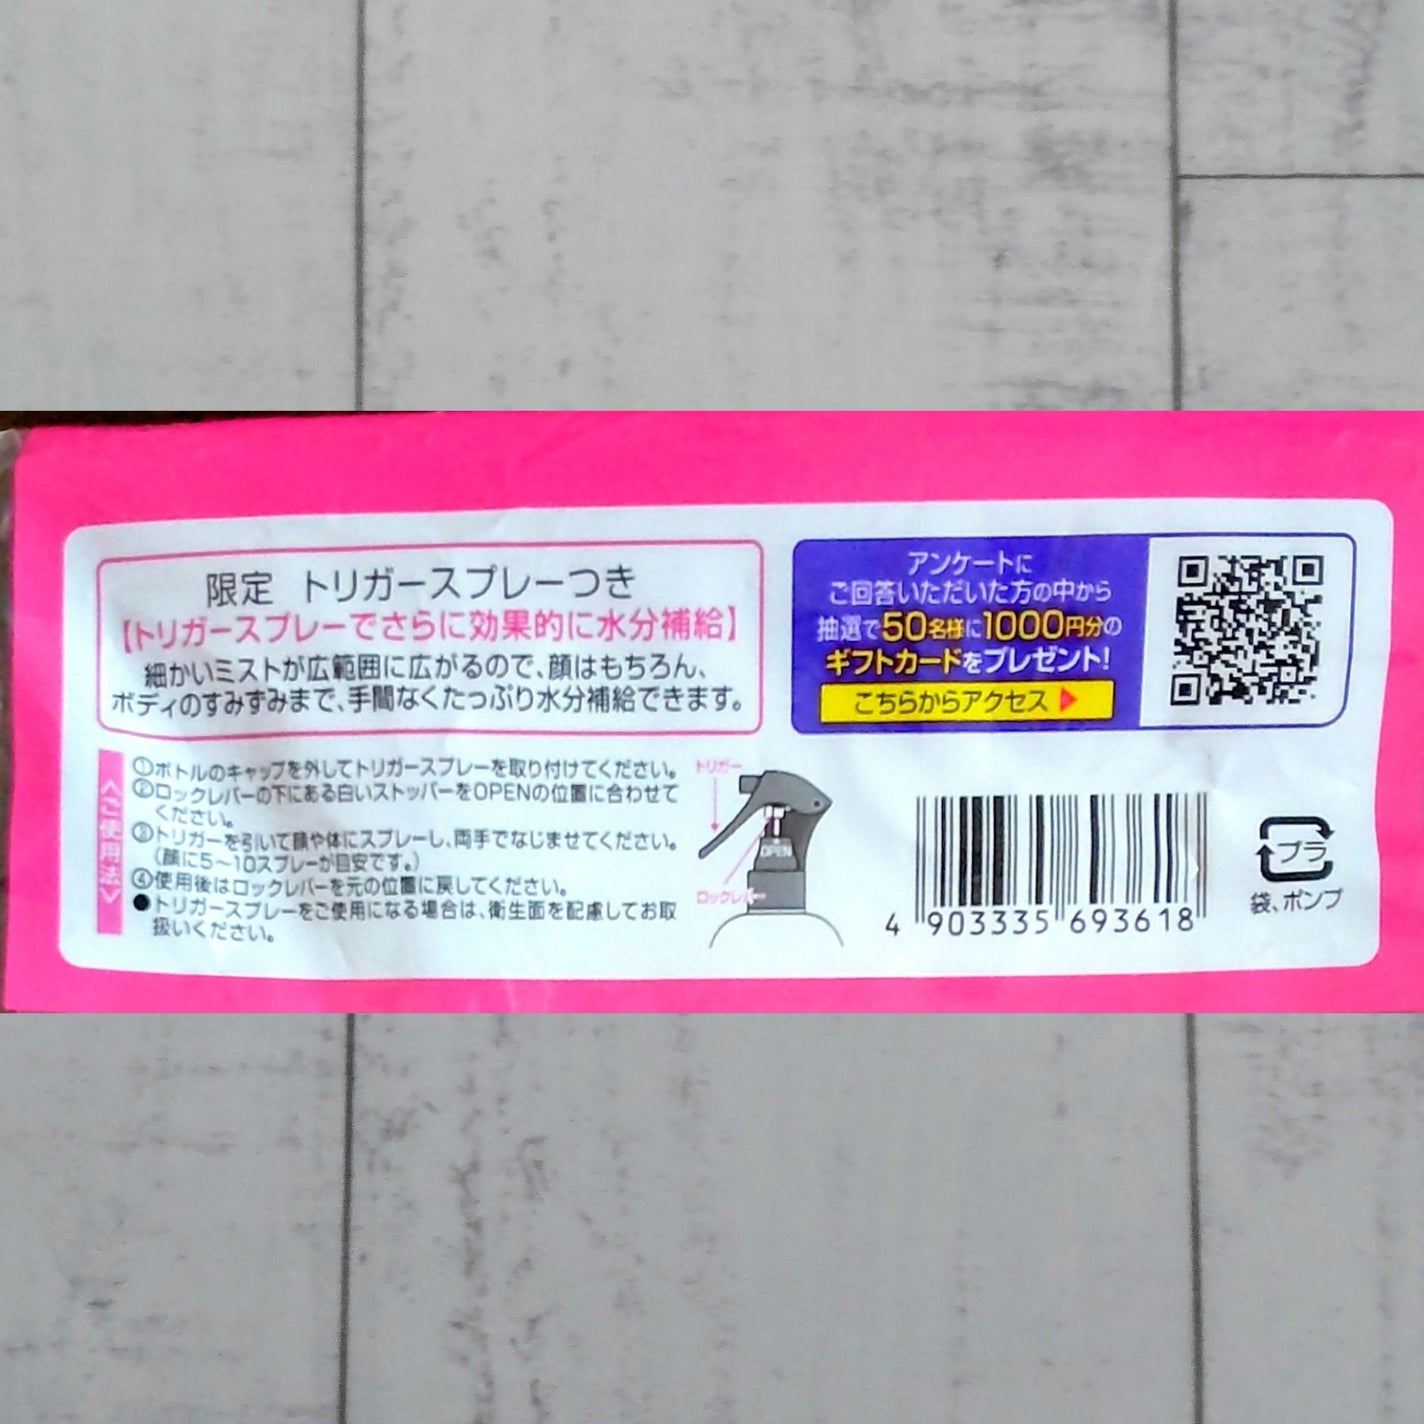 限定 トリガースプレーつき
【トリガースプレーでさらに効果的に水分補給】
細かいミストが広範囲に広がるので、顔はもちろん、
ボディのすみずみまで、手間なくたっぷり水分補給できます。
アンケートに
ご回答いただいた方の中から
抽選で50名様に1000円分の
ギフトカードをプレゼント!
こちらからアクセス
〈ご使用法〉
①ボトルのキャップを外してトリガースプレーを取り付けてください。
②ロックレバーの下にある白いストッパーをOPENの位置に合わせて
ください。
③トリガーを引いて顔や体にスプレーし、両手でなじませてください。
(顔に5〜10スプレーが目安です。)
④使用後はロックレバーを元の位置に戻してください。
●トリガースプレーをご使用になる場合は、衛生面を配慮してお取
扱いください。
トリガー
OPEN
ロックレバー
4 903335 693618
プラ
袋、ポンプ